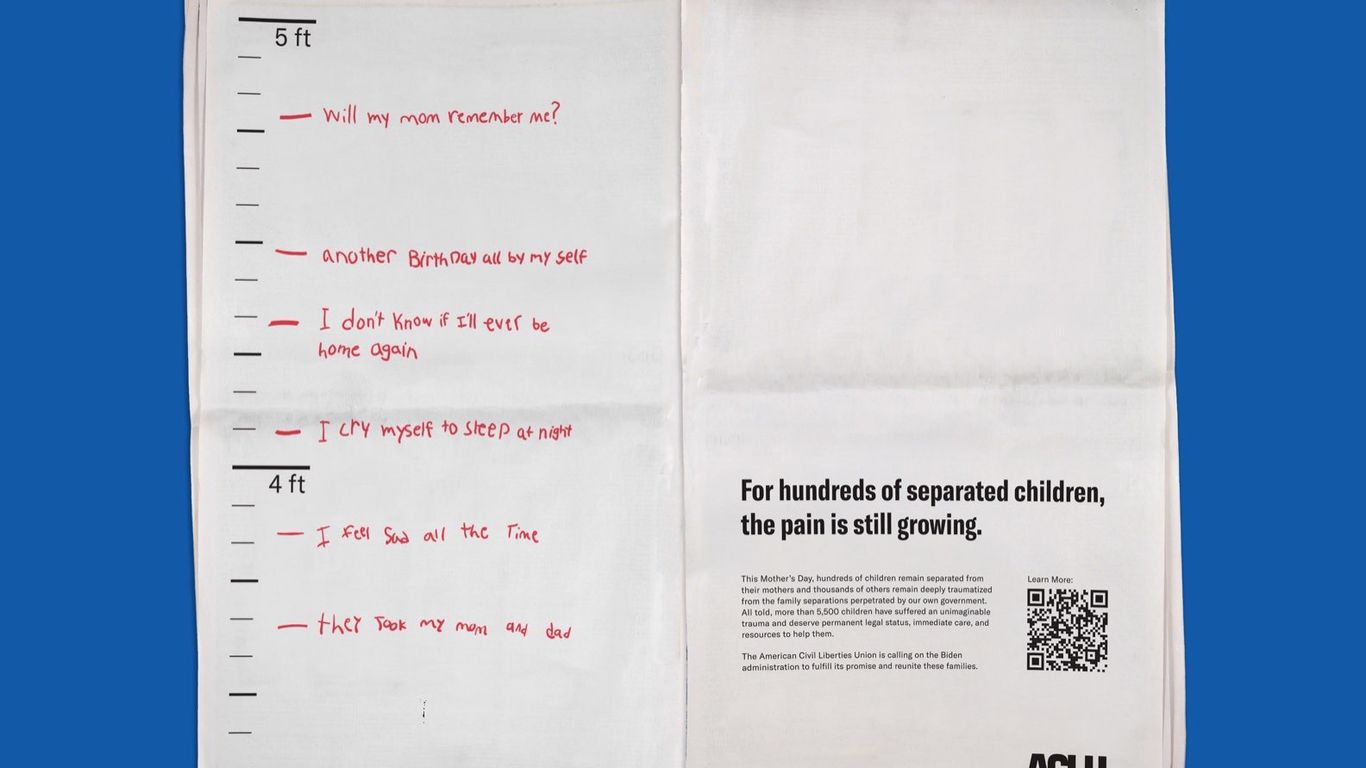 5 ft
Will my mom remember me?
another BirthDay all by my self
I don't know if I'll ever be
home again
I cry myself to sleep at night
4 ft
I feel sad all the Time
they Took my mom and dad
For hundreds of separated children,
the pain is still growing.
This Mother's Day, hundreds of children remain separated from
their mothers and thousands of others remain deeply traumatized
from the family separations perpetrated by our own government.
All told, more than 5,500 children have suffered an unimaginable
trauma and deserve permanent legal status, immediate care, and
resources to help them.
The American Civil Liberties Union is calling on the Biden
administration to fulfill its promise and reunite these families.
Learn More:
ACLU